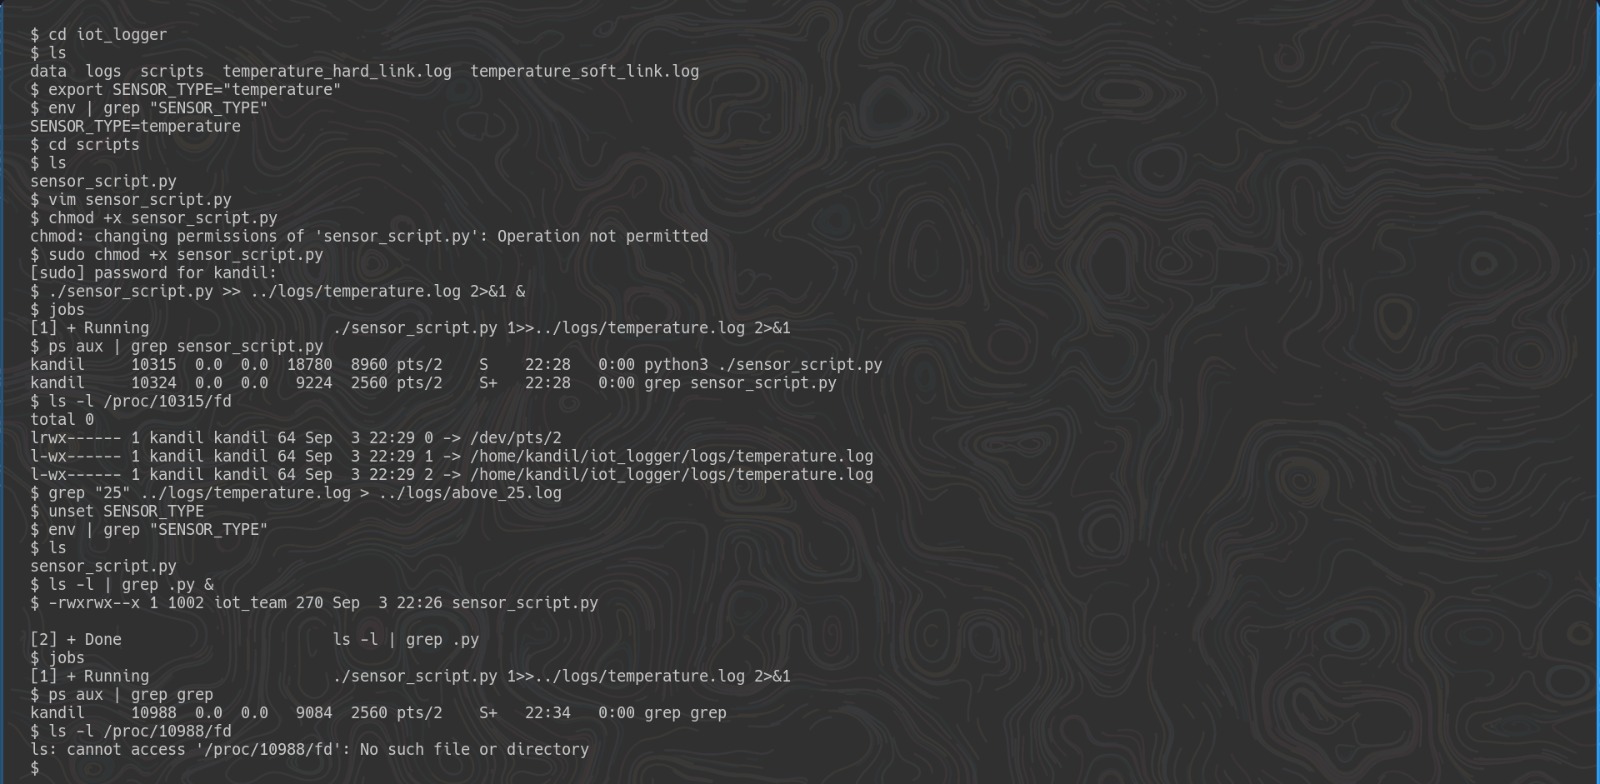 $ cd iot_logger
$ ls
data  logs  scripts  temperature_hard_link.log  temperature_soft_link.log
$ export SENSOR_TYPE="temperature"
$ env | grep "SENSOR_TYPE"
SENSOR_TYPE=temperature
$ cd scripts
$ ls
sensor_script.py
$ vim sensor_script.py
$ chmod +x sensor_script.py
chmod: changing permissions of 'sensor_script.py': Operation not permitted
$ sudo chmod +x sensor_script.py
[sudo] password for kandil:
$ ./sensor_script.py >> ../logs/temperature.log 2>&1 &
$ jobs
[1] + Running                    ./sensor_script.py 1>>../logs/temperature.log 2>&1
$ ps aux | grep sensor_script.py
kandil     10315  0.0  0.0  18780  8960 pts/2    S    22:28   0:00 python3 ./sensor_script.py
kandil     10324  0.0  0.0   9224  2560 pts/2    S+   22:28   0:00 grep sensor_script.py
$ ls -l /proc/10315/fd
total 0
lrwx------ 1 kandil kandil 64 Sep  3 22:29 0 -> /dev/pts/2
l-wx------ 1 kandil kandil 64 Sep  3 22:29 1 -> /home/kandil/iot_logger/logs/temperature.log
l-wx------ 1 kandil kandil 64 Sep  3 22:29 2 -> /home/kandil/iot_logger/logs/temperature.log
$ grep "25" ../logs/temperature.log > ../logs/above_25.log
$ unset SENSOR_TYPE
$ env | grep "SENSOR_TYPE"
$ ls
sensor_script.py
$ ls -l | grep .py &
$ -rwxrwx--x 1 1002 iot_team 270 Sep  3 22:26 sensor_script.py
[2] + Done                       ls -l | grep .py
$ jobs
[1] + Running                    ./sensor_script.py 1>>../logs/temperature.log 2>&1
$ ps aux | grep grep
kandil     10988  0.0  0.0   9084  2560 pts/2    S+   22:34   0:00 grep grep
$ ls -l /proc/10988/fd
ls: cannot access '/proc/10988/fd': No such file or directory
$